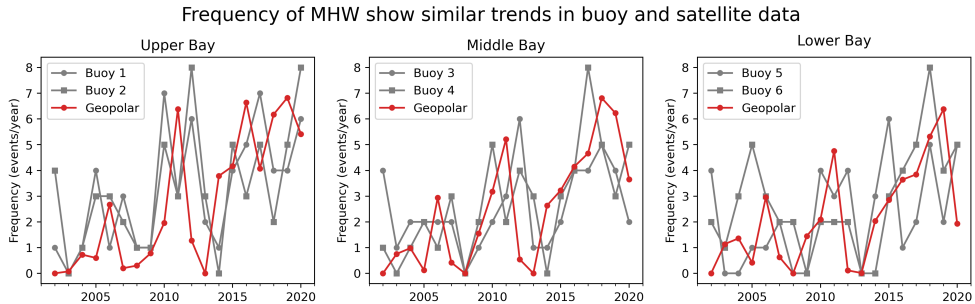 Frequency of MHW show similar trends in buoy and satellite data
Upper Bay
Frequency (events/year)
8
7
6
5
4
3
2
1
0
Buoy 1
Buoy 2
Geopolar
2005
2010
2015
2020
Middle Bay
Frequency (events/year)
8
7
6
5
4
3
2
1
0
Buoy 3
Buoy 4
Geopolar
2005
2010
2015
2020
Lower Bay
Frequency (events/year)
8
7
6
5
4
3
2
1
0
Buoy 5
Buoy 6
Geopolar
2005
2010
2015
2020